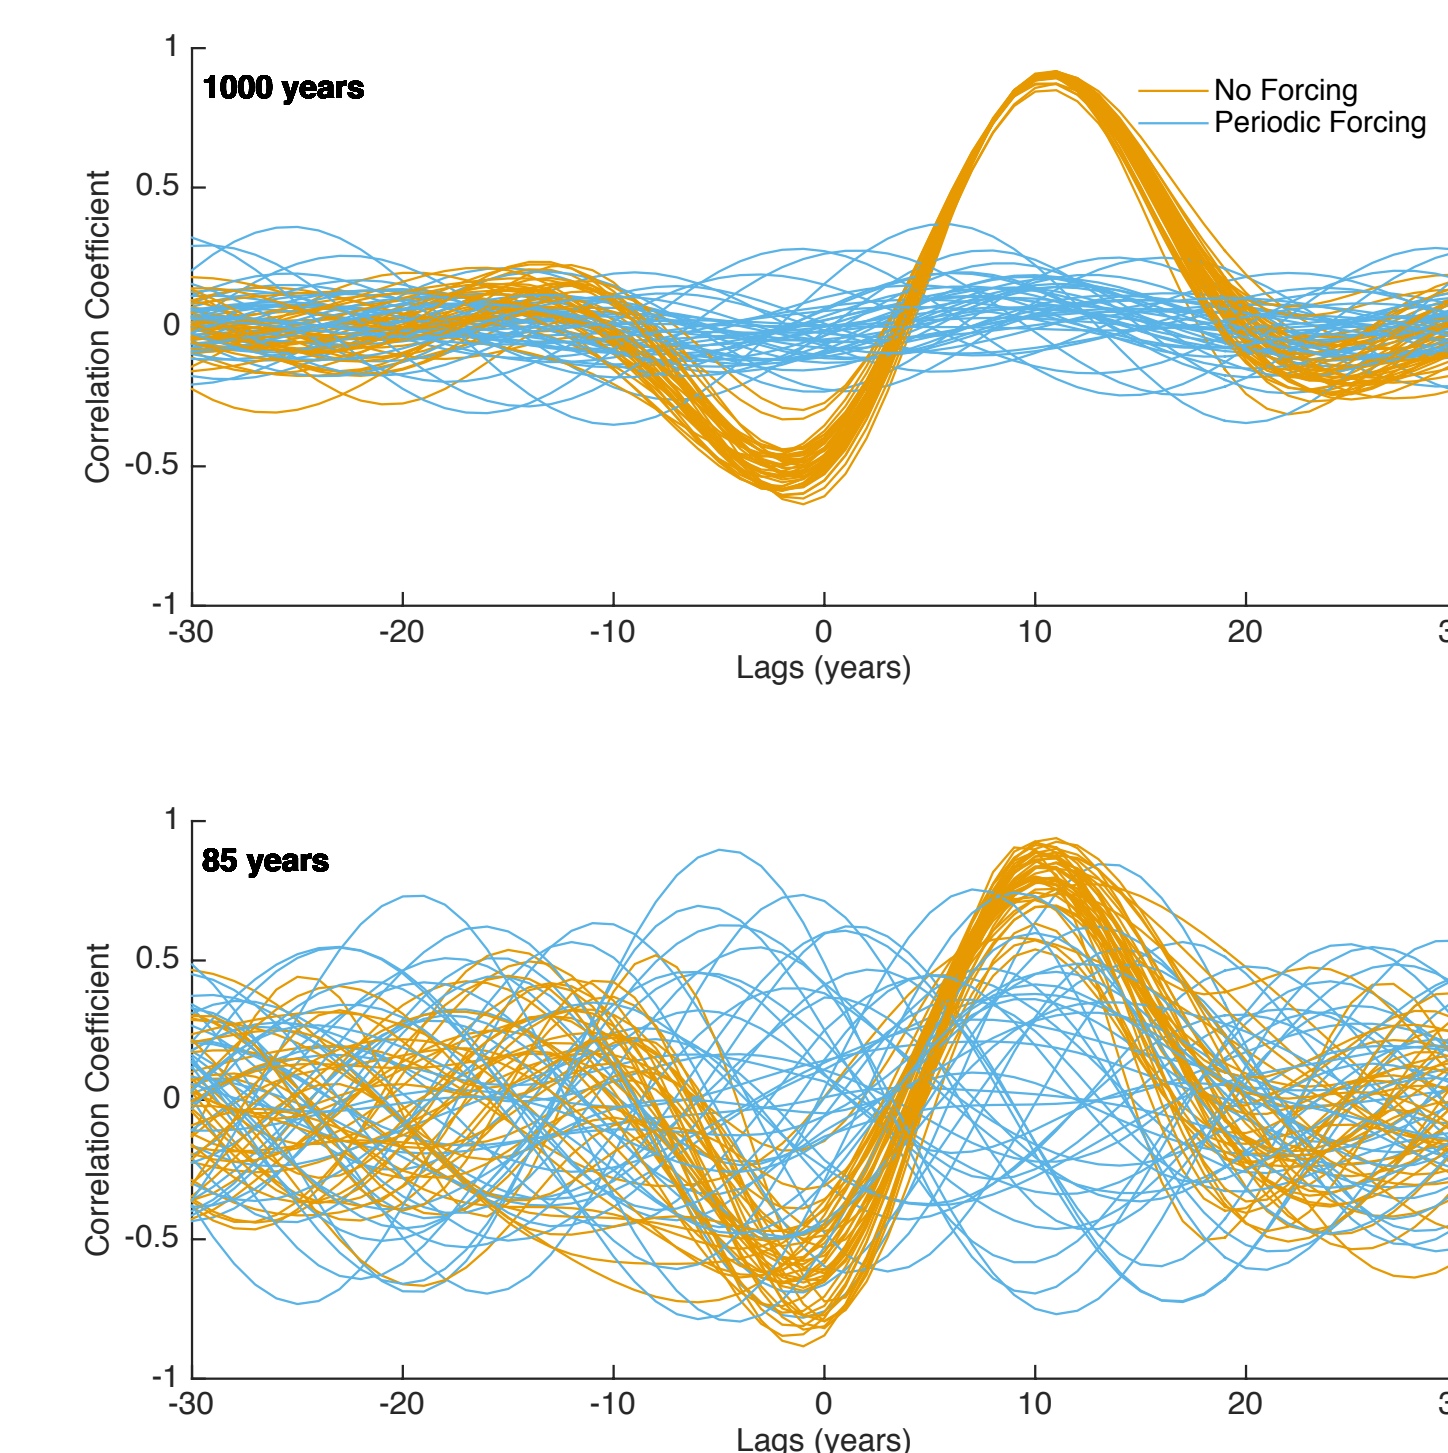 1000 years
No Forcing
Periodic Forcing
Correlation Coefficient
1
0.5
0
-0.5
-1
-30 -20 -10 0 10 20 3
Lags (years)
85 years
Correlation Coefficient
1
0.5
0
-0.5
-1
-30 -20 -10 0 10 20 3
Lags (years)